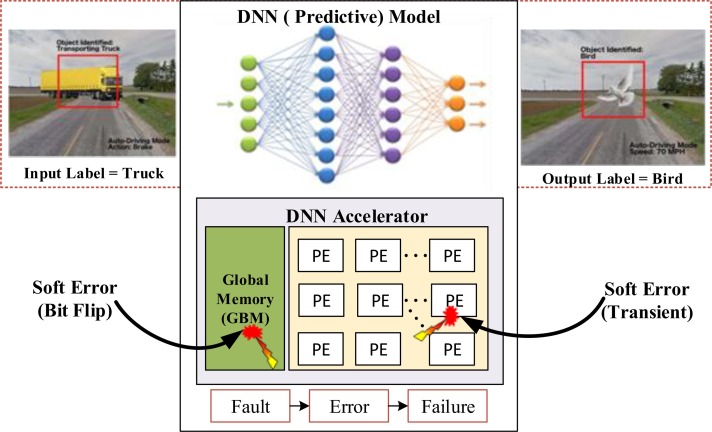 DNN ( Predictive) Model
Object Identified:
Transporting Truck
Auto-Driving Mode
Action: Brake
Input Label = Truck
Object Identified:
Bird
Auto-Driving Mode
Speed: 70 MPH
Output Label = Bird
DNN Accelerator
Global
Memory
(GBM)
PE PE ... PE
PE PE ... PE
PE PE PE
Soft Error
(Bit Flip)
Soft Error
(Transient)
Fault Error Failure